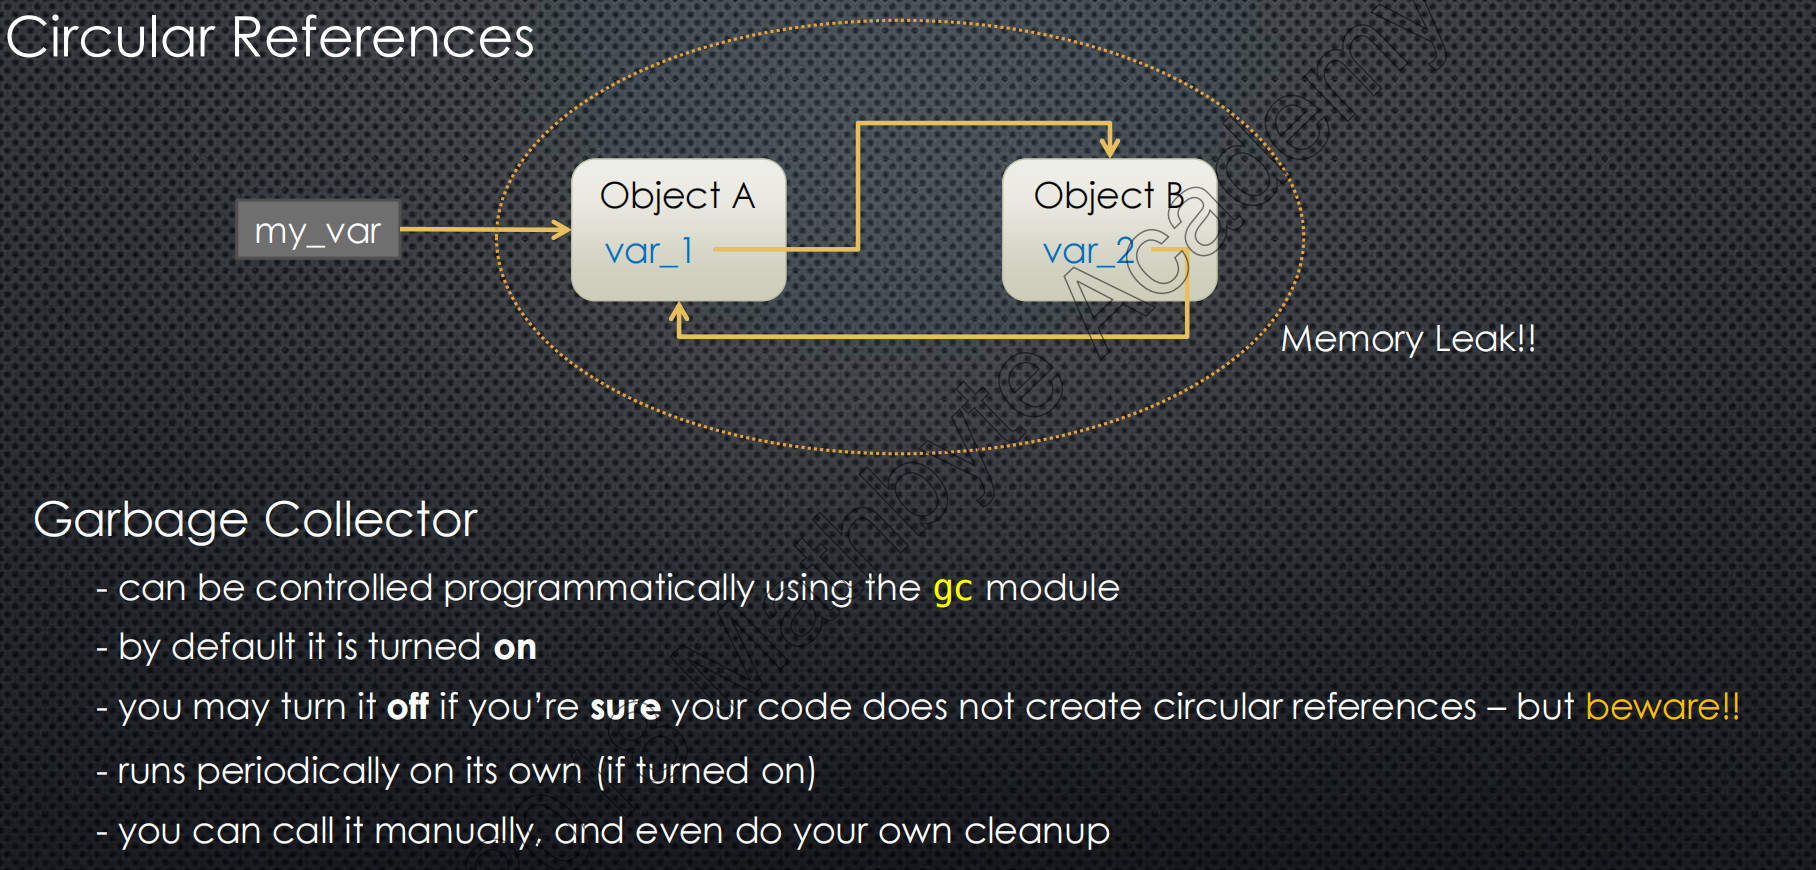 Circular References
my_var
Object A
var_1
Object B
var_2
Memory Leak!!
Garbage Collector
- can be controlled programmatically using the gc module
- by default it is turned on
- you may turn it off if you’re sure your code does not create circular references – but beware!!
- runs periodically on its own (if turned on)
- you can call it manually, and even do your own cleanup
MathByte Academy